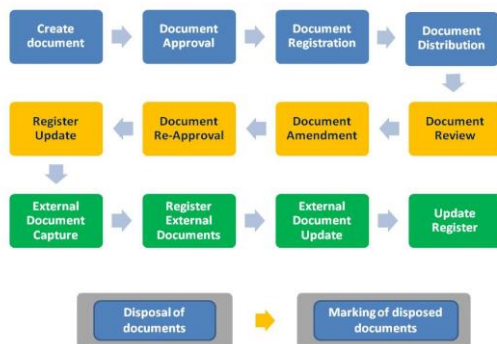 Create
document
Document
Approval
Document
Registration
Document
Distribution
Register
Update
Document
Re-Approval
Document
Amendment
Document
Review
External
Document
Capture
Register
External
Documents
External
Document
Update
Update
Register
Disposal of
documents
Marking of disposed
documents